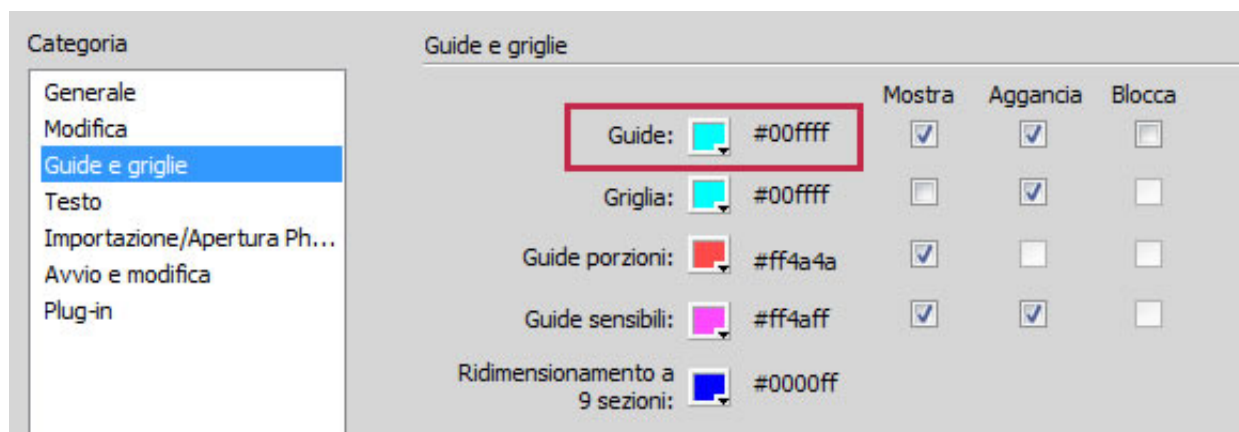 Categoria
Generale
Modifica
Guide e griglie
Testo
Importazione/Apertura Ph...
Avvio e modifica
Plug-in
Guide e griglie
Mostra Aggancia Blocca
Guide: #00ffff
Griglia: #00ffff
Guide porzioni: #ff4a4a
Guide sensibili: #ff4aff
Ridimensionamento a
9 sezioni: #0000ff